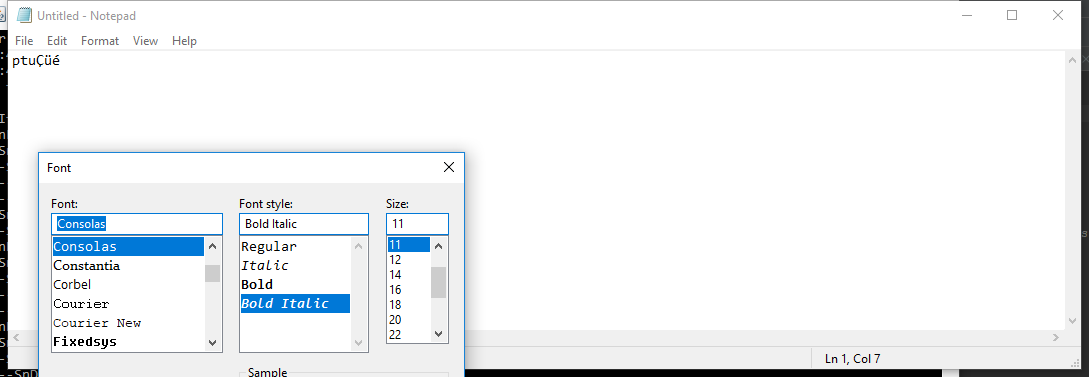 Untitled - Notepad
File Edit Format View Help
ptuÇüé
Font
Font: Font style: Size:
Consolas Bold Italic 11
Consolas Regular 11
Constantia Italic 12
Corbel Bold 14
Courier Bold Italic 16
Courier New 18
Fixedsys 20
22
Sample
Ln 1, Col 7